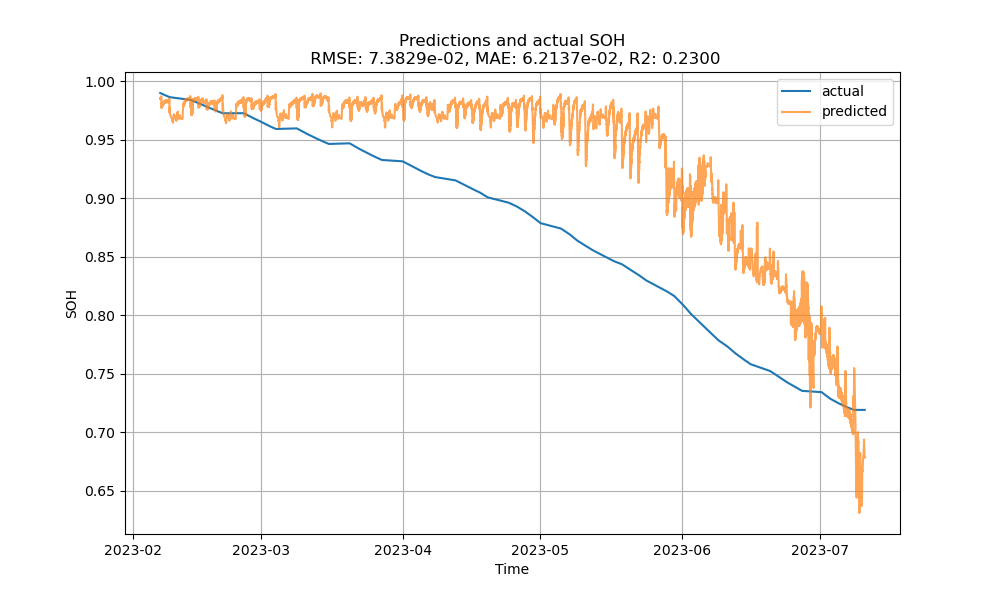 Predictions and actual SOH
RMSE: 7.3829e-02, MAE: 6.2137e-02, R2: 0.2300
actual
predicted
1.00
0.95
0.90
0.85
0.80
0.75
0.70
0.65
SOH
2023-02
2023-03
2023-04
2023-05
2023-06
2023-07
Time